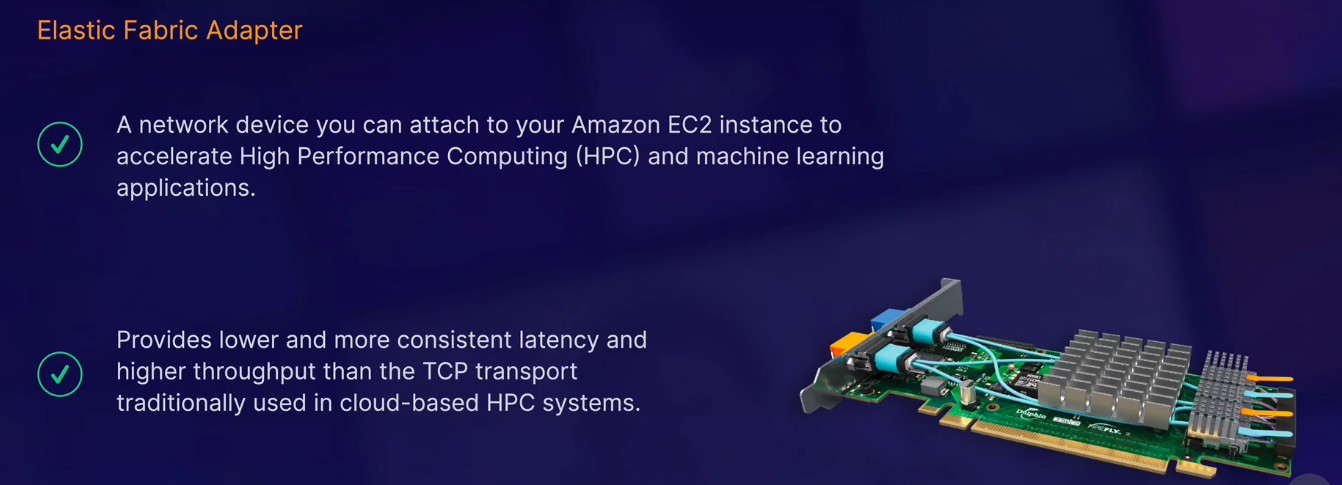 Elastic Fabric Adapter
A network device you can attach to your Amazon EC2 instance to
accelerate High Performance Computing (HPC) and machine learning
applications.
Provides lower and more consistent latency and
higher throughput than the TCP transport
traditionally used in cloud-based HPC systems.
Dolphin
FIREFLY